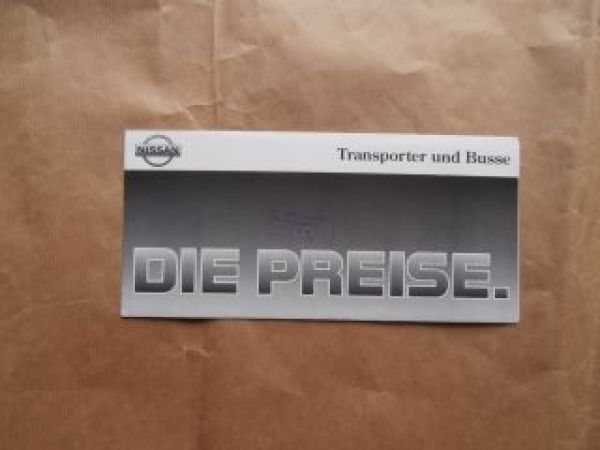 NISSAN
Transporter und Busse
DIE PREISE.